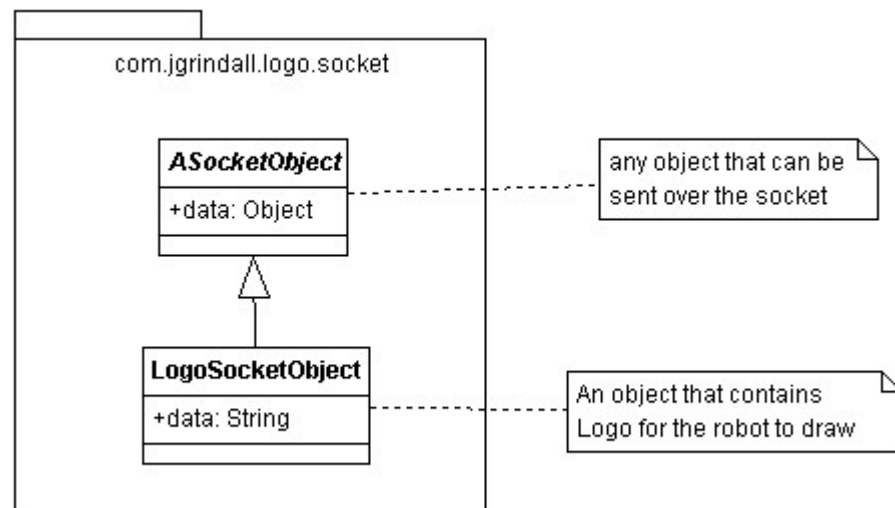 com.jgrindall.logo.socket
ASocketObject
+data: Object
any object that can be
sent over the socket
LogoSocketObject
+data: String
An object that contains
Logo for the robot to draw